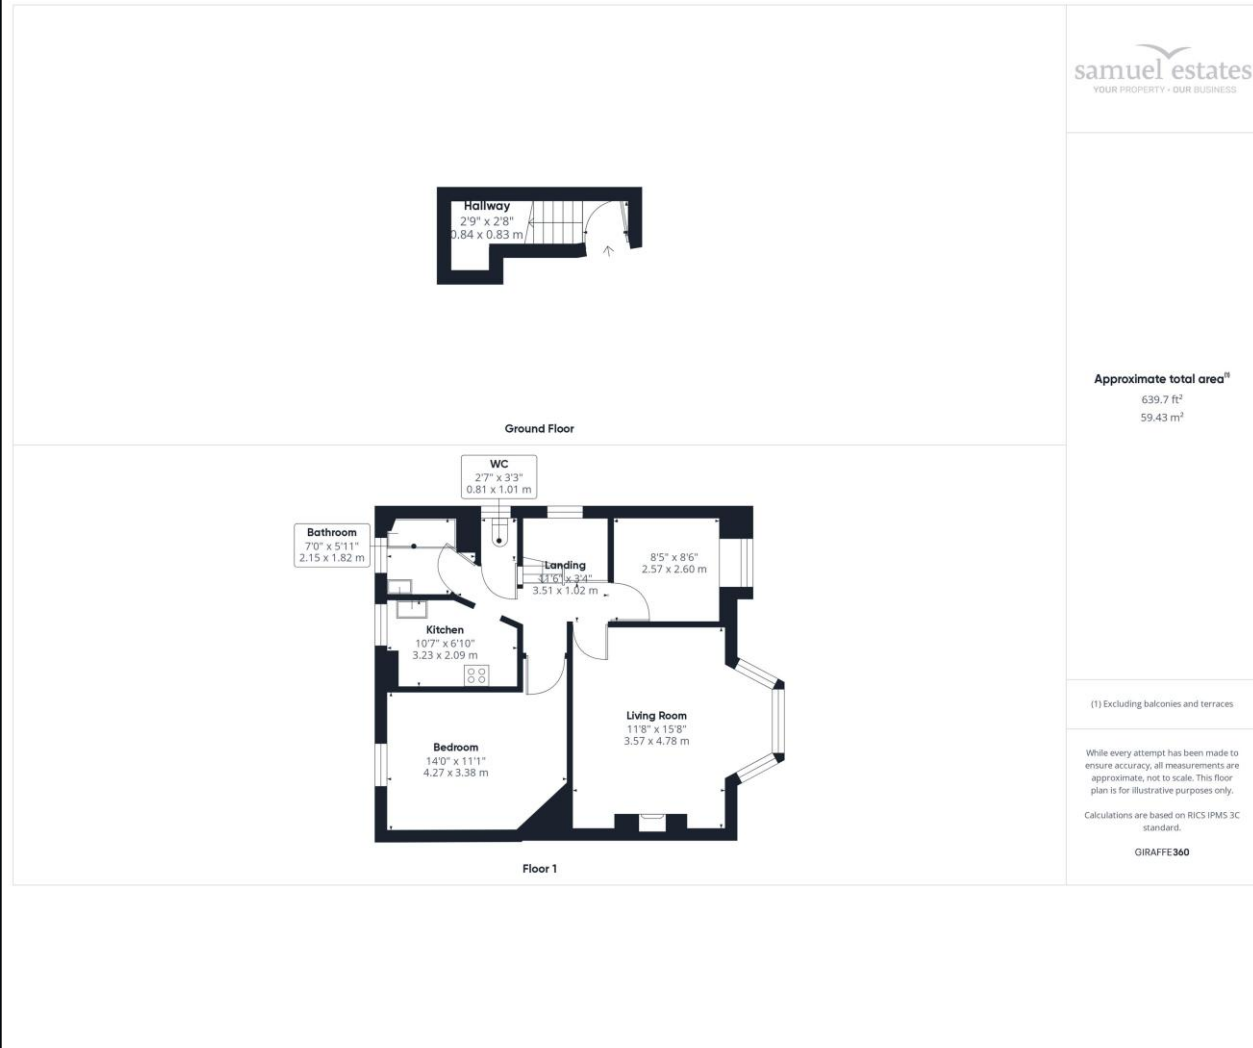 samuel estates
YOUR PROPERTY • OUR BUSINESS
Hallway
2'9" x 2'8"
0.84 x 0.83 m
Ground Floor
Approximate total area⁽¹⁾
639.7 ft²
59.43 m²
WC
2'7" x 3'3"
0.81 x 1.01 m
Bathroom
7'0" x 5'11"
2.15 x 1.82 m
Landing
11'6" x 3'4"
3.51 x 1.02 m
8'5" x 8'6"
2.57 x 2.60 m
Kitchen
10'7" x 6'10"
3.23 x 2.09 m
Living Room
11'8" x 15'8"
3.57 x 4.78 m
Bedroom
14'0" x 11'1"
4.27 x 3.38 m
Floor 1
(1) Excluding balconies and terraces
While every attempt has been made to
ensure accuracy, all measurements are
approximate, not to scale. This floor
plan is for illustrative purposes only.
Calculations are based on RICS IPMS 3C
standard.
GIRAFFE360